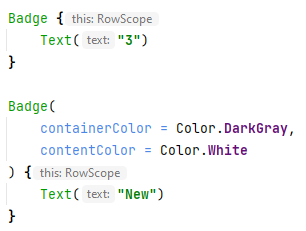 Badge { this: RowScope
Text( text: "3")
}
Badge(
containerColor = Color.DarkGray,
contentColor = Color.White
) { this: RowScope
Text( text: "New")
}